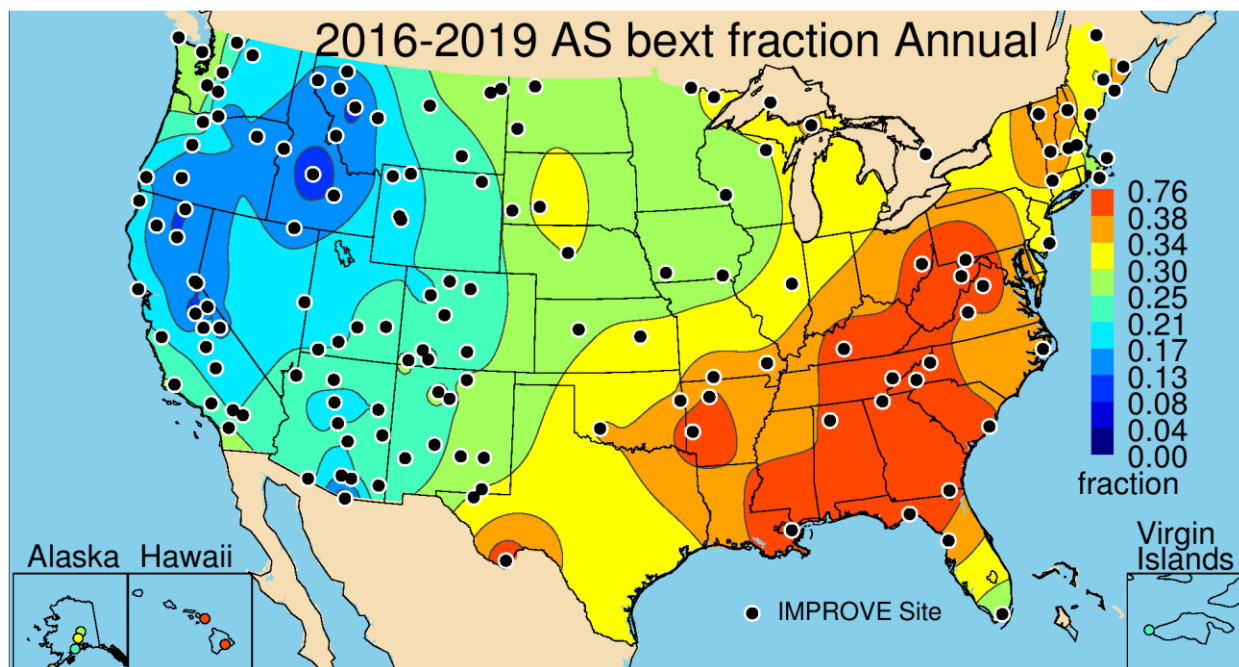 2016-2019 AS bext fraction Annual
0.76
0.38
0.34
0.30
0.25
0.21
0.17
0.13
0.08
0.04
0.00
fraction
Alaska
Hawaii
Virgin
Islands
IMPROVE Site